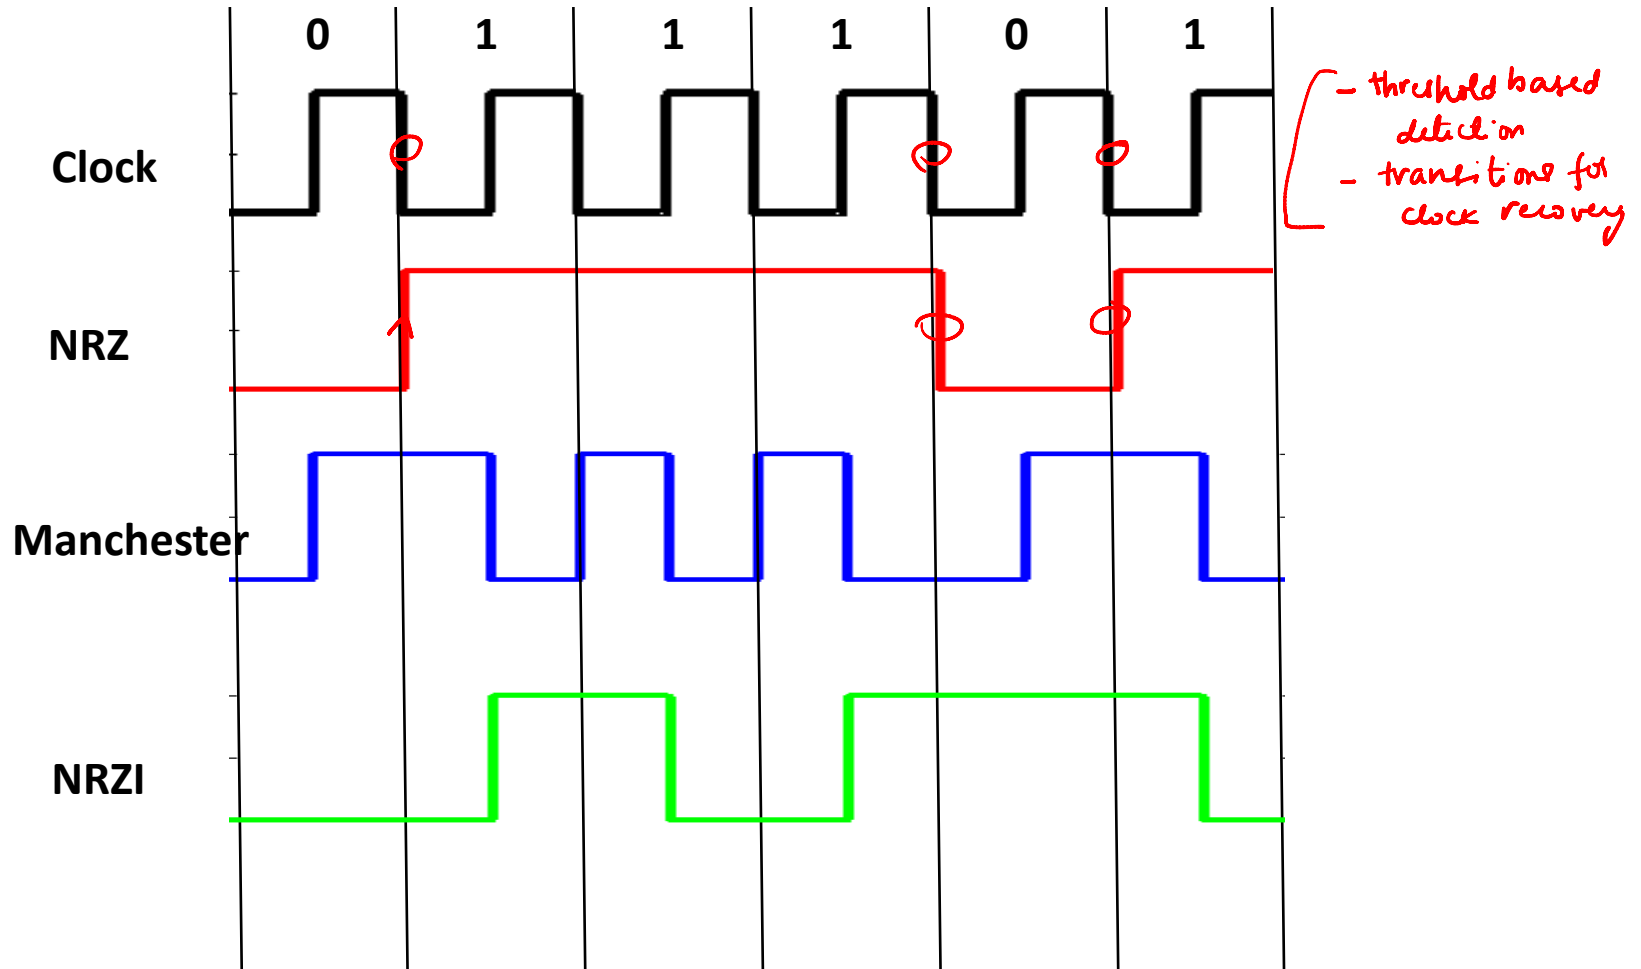 0 1 1 1 0 1
- threshold based
detection
- transitions for
clock recovery
Clock
NRZ
Manchester
NRZI